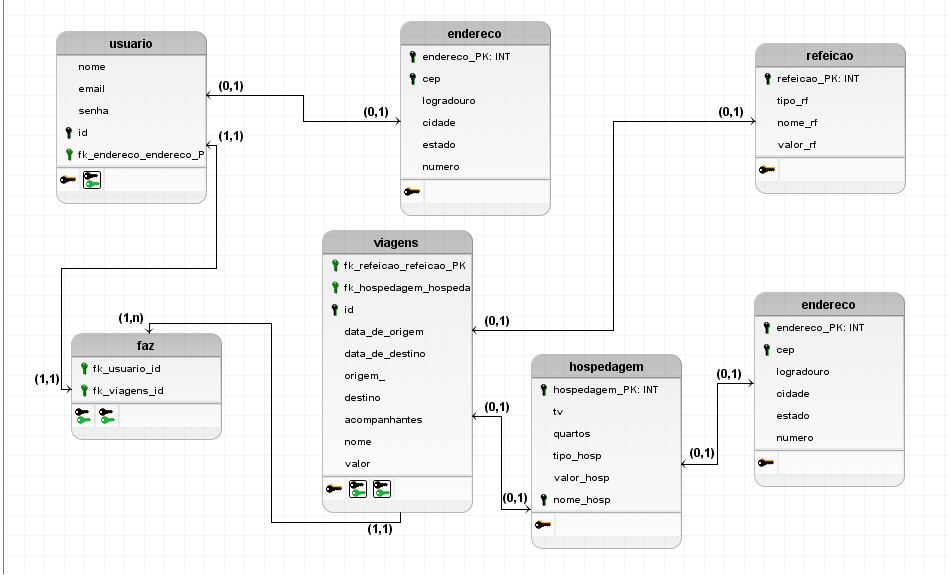 usuario
nome
email
senha
id
fk_endereco_endereco_P
(0,1)
(1,1)
(0,1)
endereco
endereco_PK: INT
cep
logradouro
cidade
estado
numero
refeicao
refeicao_PK: INT
tipo_rf
nome_rf
valor_rf
(0,1)
viagens
fk_refeicao_refeicao_PK
fk_hospedagem_hospeda
id
data_de_origem
data_de_destino
origem_
destino
acompanhantes
nome
valor
(0,1)
(0,1)
(1,1)
(1,n)
faz
fk_usuario_id
fk_viagens_id
(1,1)
hospedagem
hospedagem_PK: INT
tv
quartos
tipo_hosp
valor_hosp
nome_hosp
(0,1)
(0,1)
(0,1)
endereco
endereco_PK: INT
cep
logradouro
cidade
estado
numero